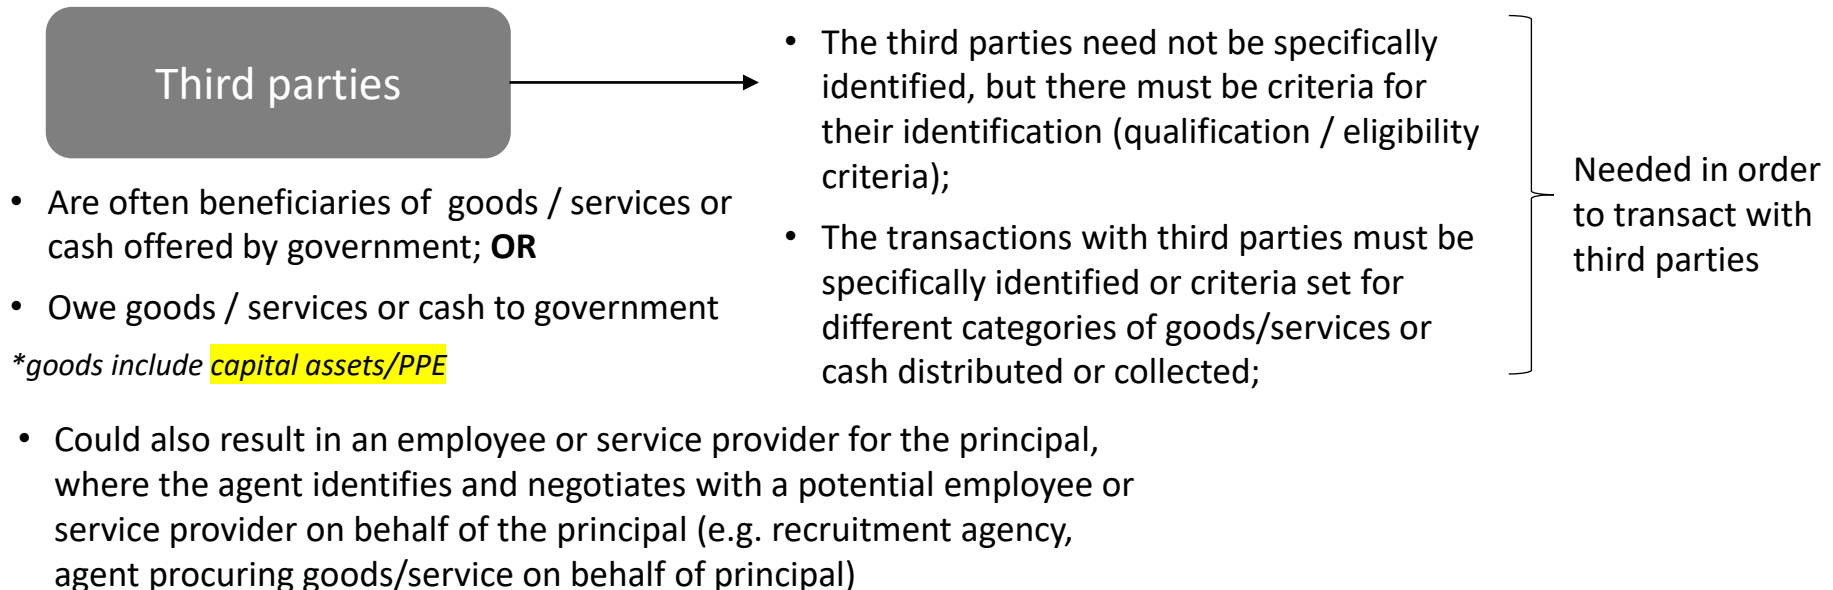 Third parties
• Are often beneficiaries of goods / services or
cash offered by government; OR
• Owe goods / services or cash to government
*goods include capital assets/PPE
• The third parties need not be specifically
identified, but there must be criteria for
their identification (qualification / eligibility
criteria);
• The transactions with third parties must be
specifically identified or criteria set for
different categories of goods/services or
cash distributed or collected;
Needed in order
to transact with
third parties
• Could also result in an employee or service provider for the principal,
where the agent identifies and negotiates with a potential employee or
service provider on behalf of the principal (e.g. recruitment agency,
agent procuring goods/service on behalf of principal)